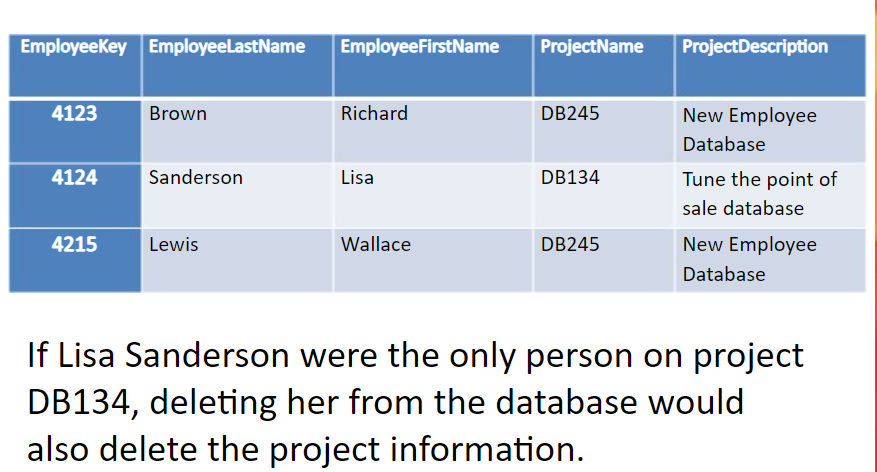 EmployeeKey EmployeeLastName EmployeeFirstName ProjectName ProjectDescription
4123 Brown Richard DB245 New Employee
Database
4124 Sanderson Lisa DB134 Tune the point of
sale database
4215 Lewis Wallace DB245 New Employee
Database
If Lisa Sanderson were the only person on project
DB134, deleting her from the database would
also delete the project information.